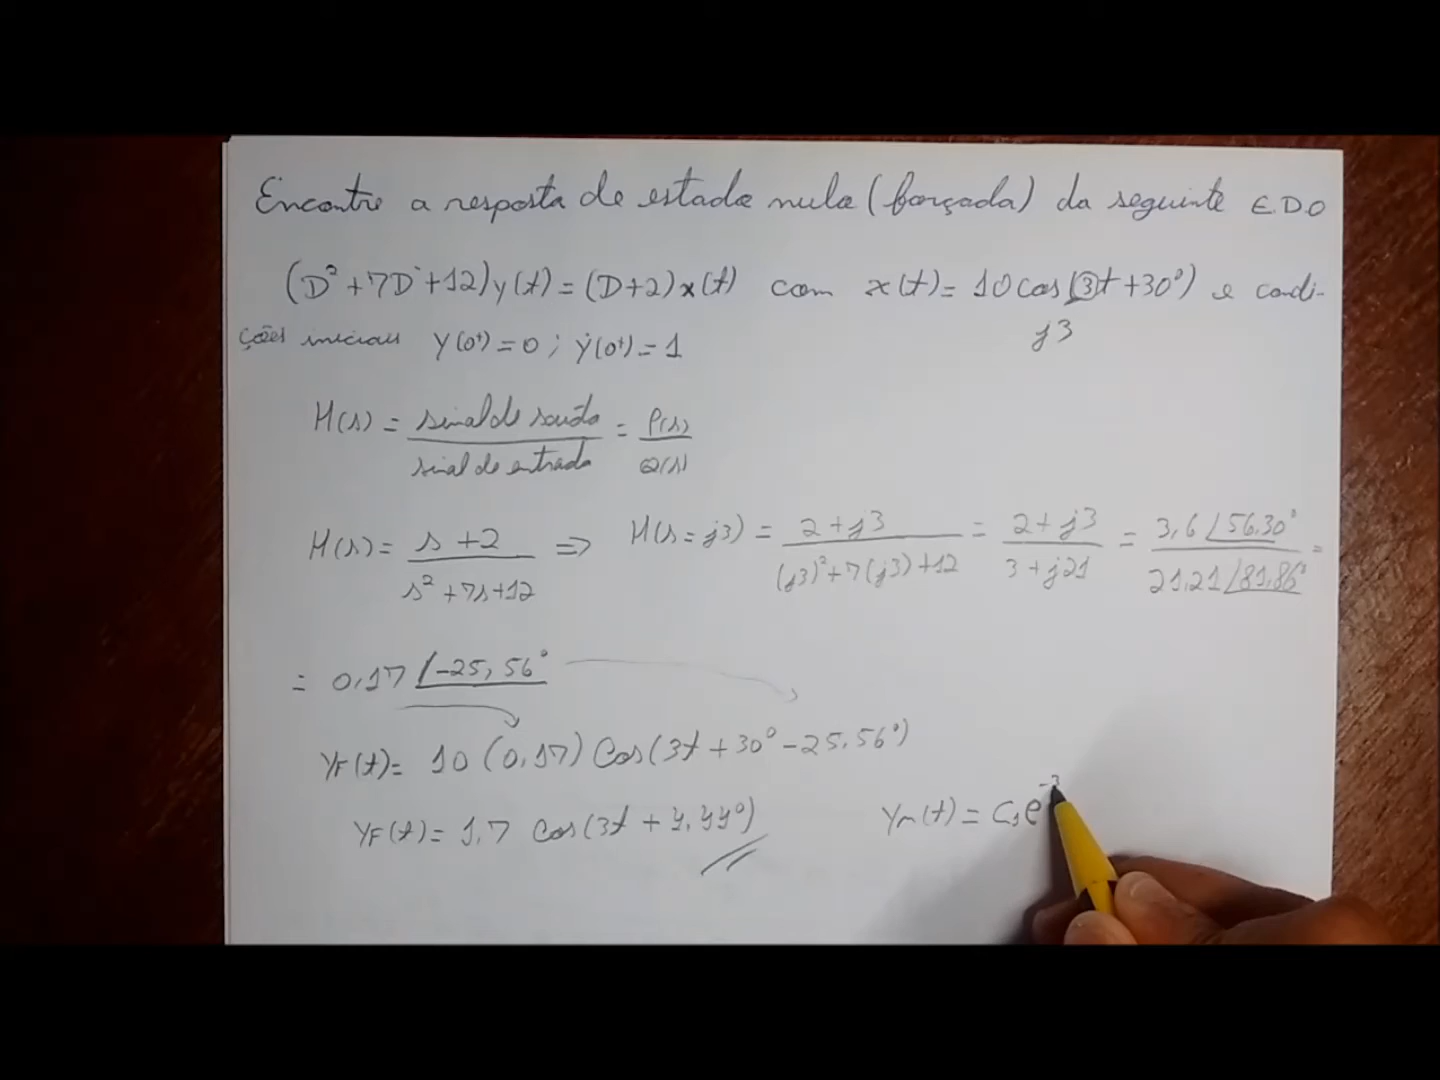 Encontre a resposta de estado nulo (forçada) da seguinte E.D.O
(D² + 7D + 12)y(t) = (D+2)x(t) com x(t) = 10cos(3t+30°) e condi-
j3
ções iniciais y(0⁺) = 0 ; ẏ(0⁺) = 1
H(s) = sinal de saída / sinal de entrada = P(s) / Q(s)
H(s) = s+2 / s²+7s+12 ⇒ H(s=j3) = 2+j3 / (j3)²+7(j3)+12 = 2+j3 / 3+j21 = 3,6 ∠56,30° / 21,21 ∠81,86° =
= 0,17 ∠-25,56°
yF(t) = 10 (0,17) cos(3t + 30° - 25,56°)
yF(t) = 1,7 cos(3t + 4,44°) yn(t) = C₁e⁻³